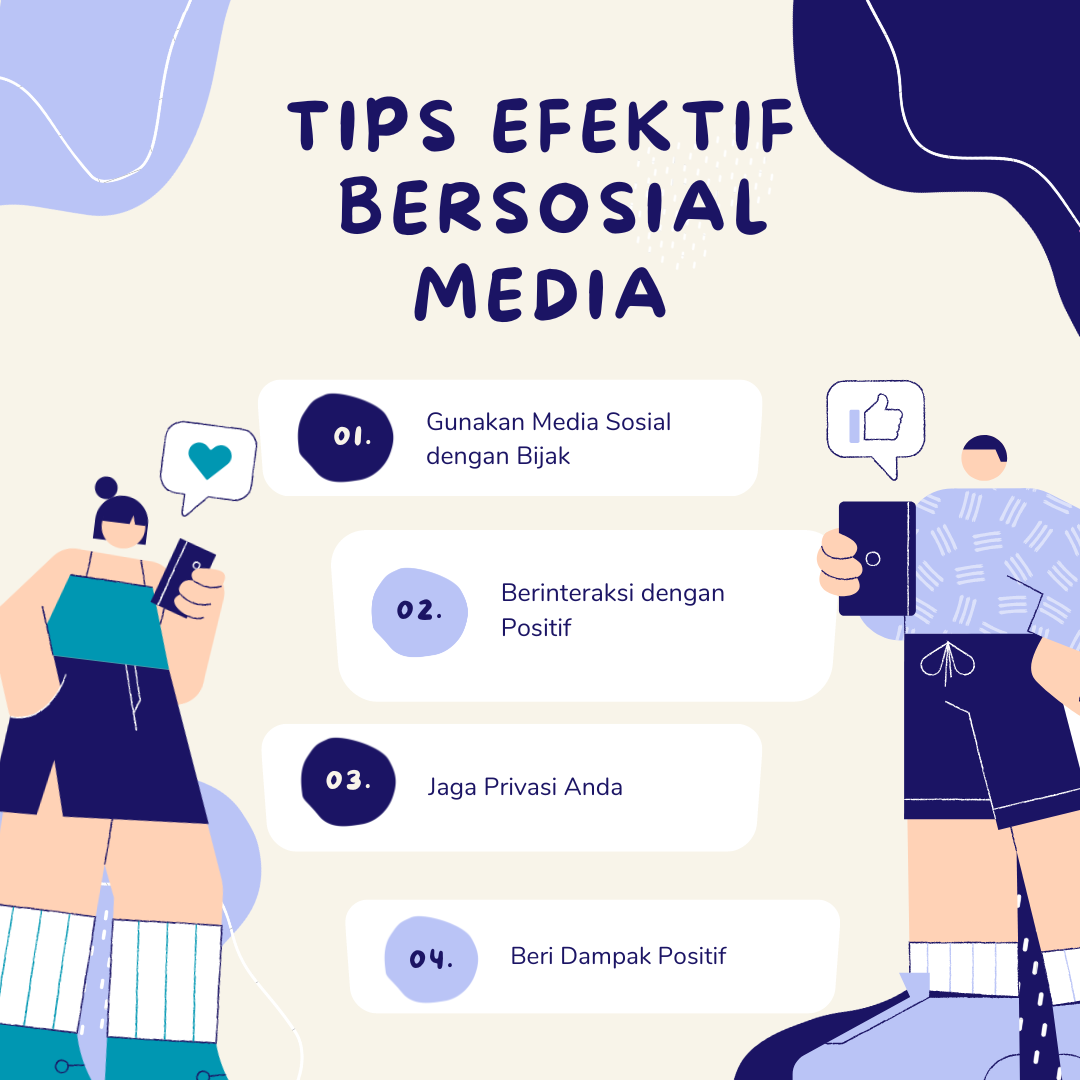 TIPS EFEKTIF
BERSOSIAL
MEDIA
01.
Gunakan Media Sosial
dengan Bijak
02.
Berinteraksi dengan
Positif
03.
Jaga Privasi Anda
04.
Beri Dampak Positif